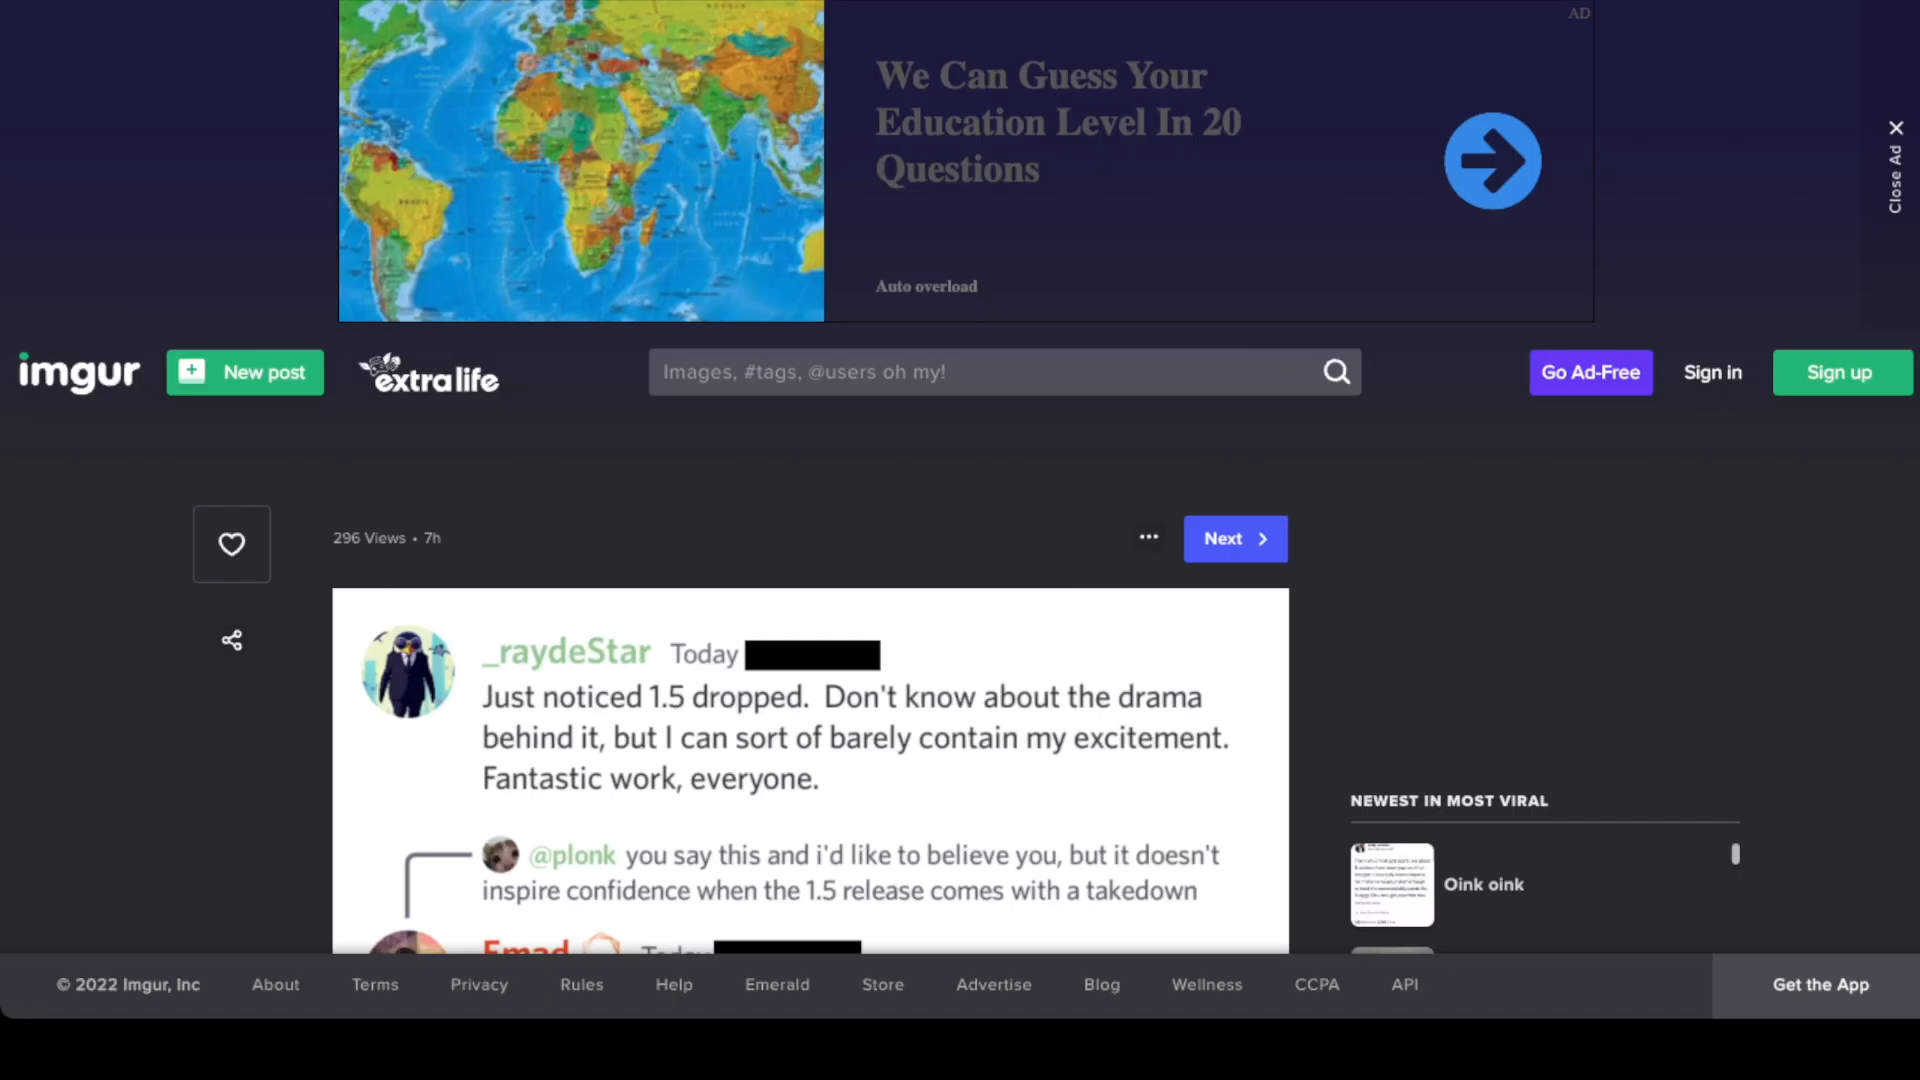 AD
We Can Guess Your
Education Level In 20
Questions
Auto overload
Close Ad
imgur
New post
extra life
Images, #tags, @users oh my!
Go Ad-Free
Sign in
Sign up
296 Views • 7h
Next
_raydeStar Today
Just noticed 1.5 dropped. Don't know about the drama
behind it, but I can sort of barely contain my excitement.
Fantastic work, everyone.
@plonk you say this and i'd like to believe you, but it doesn't
inspire confidence when the 1.5 release comes with a takedown
Emad Today
NEWEST IN MOST VIRAL
Oink oink
© 2022 Imgur, Inc
About
Terms
Privacy
Rules
Help
Emerald
Store
Advertise
Blog
Wellness
CCPA
API
Get the App